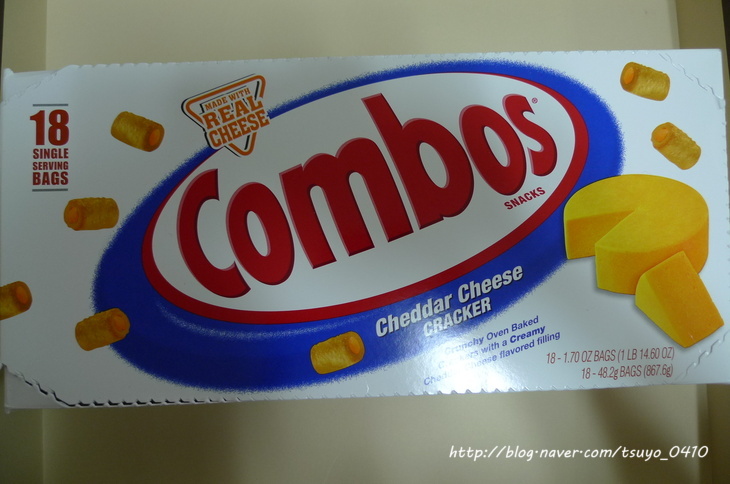 18
SINGLE
SERVING
BAGS
MADE WITH
REAL
CHEESE
Combos®
SNACKS
Cheddar Cheese
CRACKER
Oven Baked
with a Creamy
flavored filling
18 - 1.70 OZ BAGS (1 LB 14.60 OZ)
18 - 48.2g BAGS (867.6g)
http://blog.naver.com/tsuyo_0410